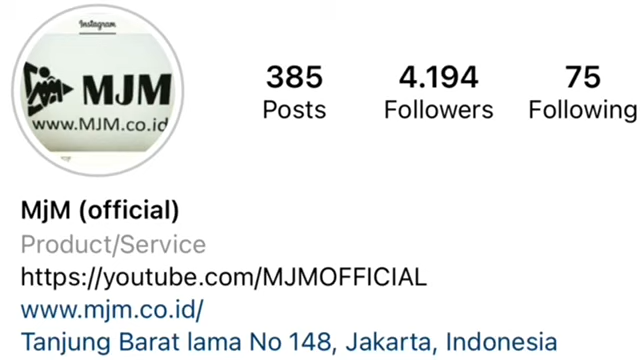 Instagram
MJM
www.MJM.co.id
385 4.194 75
Posts Followers Following
MjM (official)
Product/Service
https://youtube.com/MJMOFFICIAL
www.mjm.co.id/
Tanjung Barat lama No 148, Jakarta, Indonesia